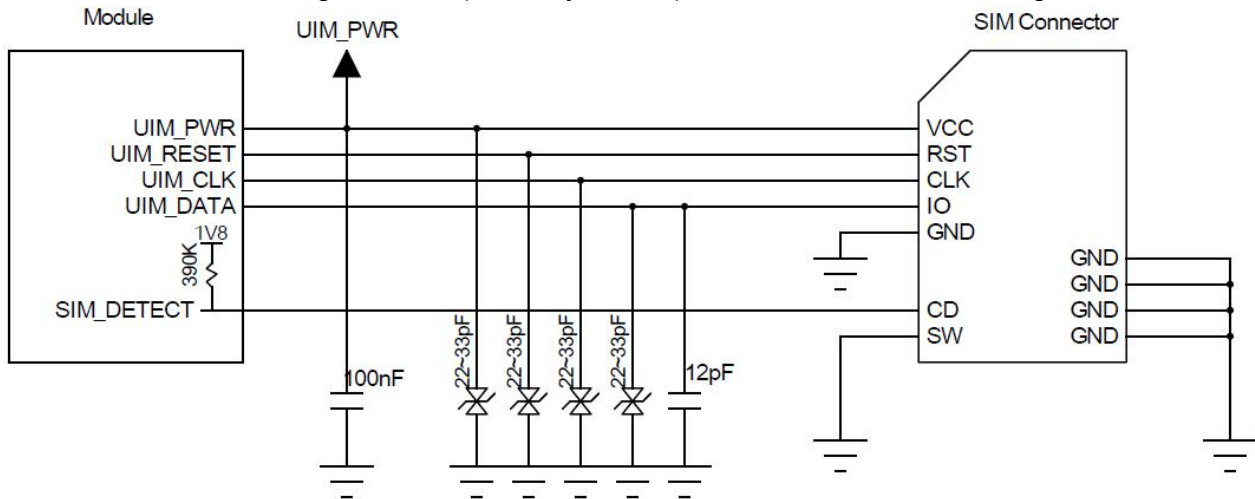 Module
SIM Connector
UIM_PWR
UIM_PWR
UIM_RESET
UIM_CLK
UIM_DATA
1V8
390K
SIM_DETECT
100nF
22~33pF
22~33pF
22~33pF
22~33pF
12pF
VCC
RST
CLK
IO
GND
CD
SW
GND
GND
GND
GND